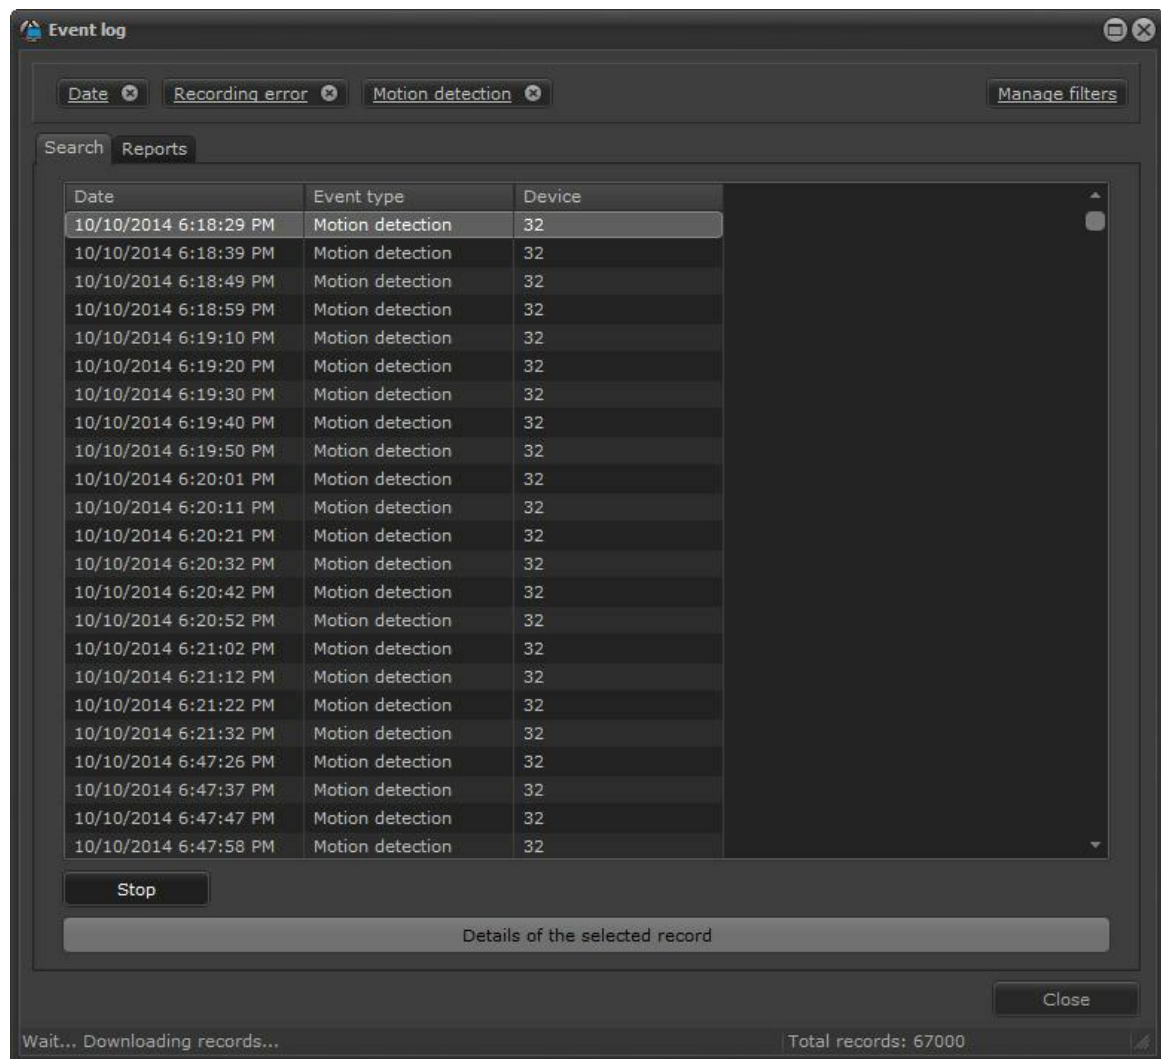 Event log
Date Recording error Motion detection Manage filters
Search Reports
Date Event type Device
10/10/2014 6:18:29 PM Motion detection 32
10/10/2014 6:18:39 PM Motion detection 32
10/10/2014 6:18:49 PM Motion detection 32
10/10/2014 6:18:59 PM Motion detection 32
10/10/2014 6:19:10 PM Motion detection 32
10/10/2014 6:19:20 PM Motion detection 32
10/10/2014 6:19:30 PM Motion detection 32
10/10/2014 6:19:40 PM Motion detection 32
10/10/2014 6:19:50 PM Motion detection 32
10/10/2014 6:20:01 PM Motion detection 32
10/10/2014 6:20:11 PM Motion detection 32
10/10/2014 6:20:21 PM Motion detection 32
10/10/2014 6:20:32 PM Motion detection 32
10/10/2014 6:20:42 PM Motion detection 32
10/10/2014 6:20:52 PM Motion detection 32
10/10/2014 6:21:02 PM Motion detection 32
10/10/2014 6:21:12 PM Motion detection 32
10/10/2014 6:21:22 PM Motion detection 32
10/10/2014 6:21:32 PM Motion detection 32
10/10/2014 6:47:26 PM Motion detection 32
10/10/2014 6:47:37 PM Motion detection 32
10/10/2014 6:47:47 PM Motion detection 32
10/10/2014 6:47:58 PM Motion detection 32
Stop
Details of the selected record
Close
Wait... Downloading records... Total records: 67000